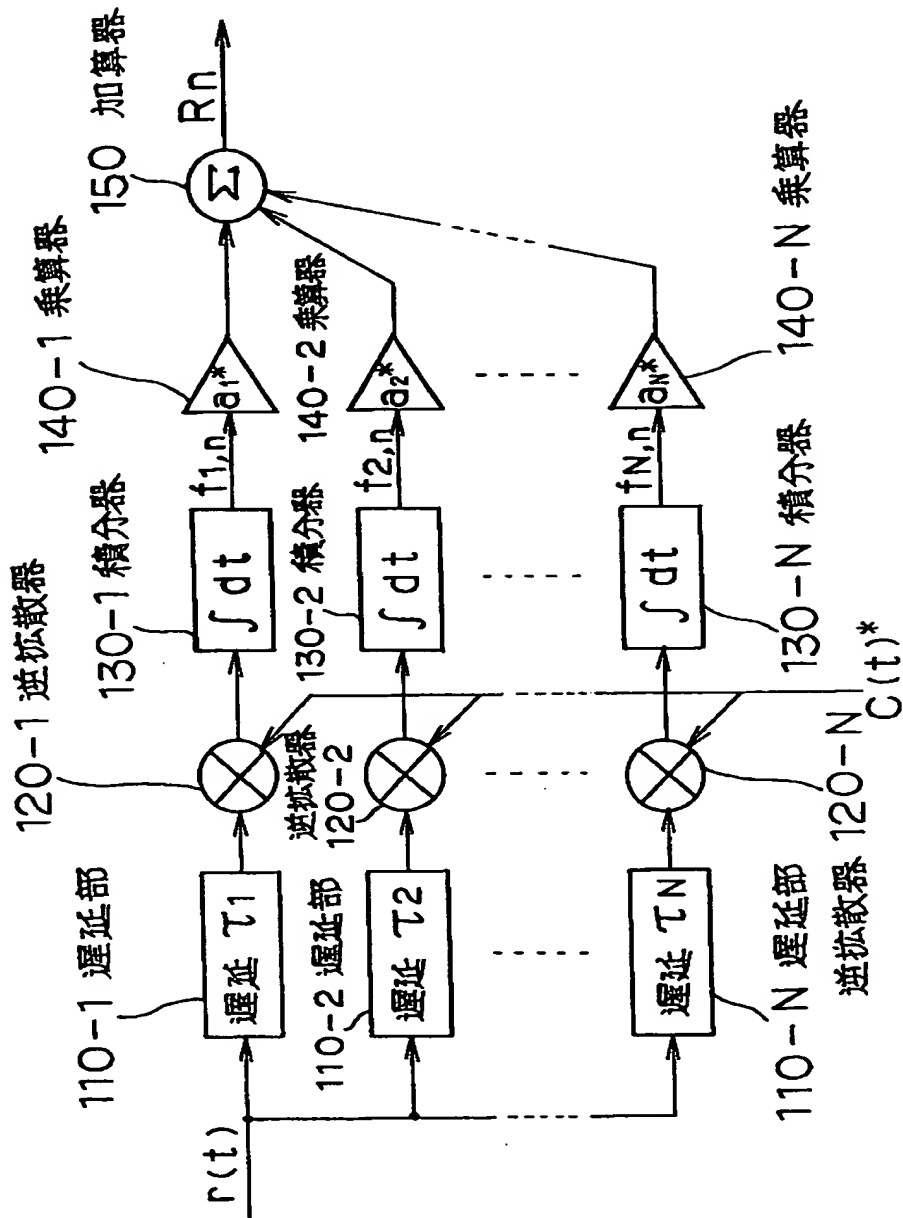 r(t)
110-1 遅延部
遅延 τ1
120-1 逆拡散器
130-1 積分器
∫dt
f1,n
140-1 乗算器
a1*
150 加算器
Σ
Rn
110-2 遅延部
遅延 τ2
逆拡散器
120-2
130-2 積分器
∫dt
f2,n
140-2 乗算器
a2*
110-N 遅延部
遅延 τN
逆拡散器 120-N
C(t)*
130-N 積分器
∫dt
fN,n
140-N 乗算器
aN*